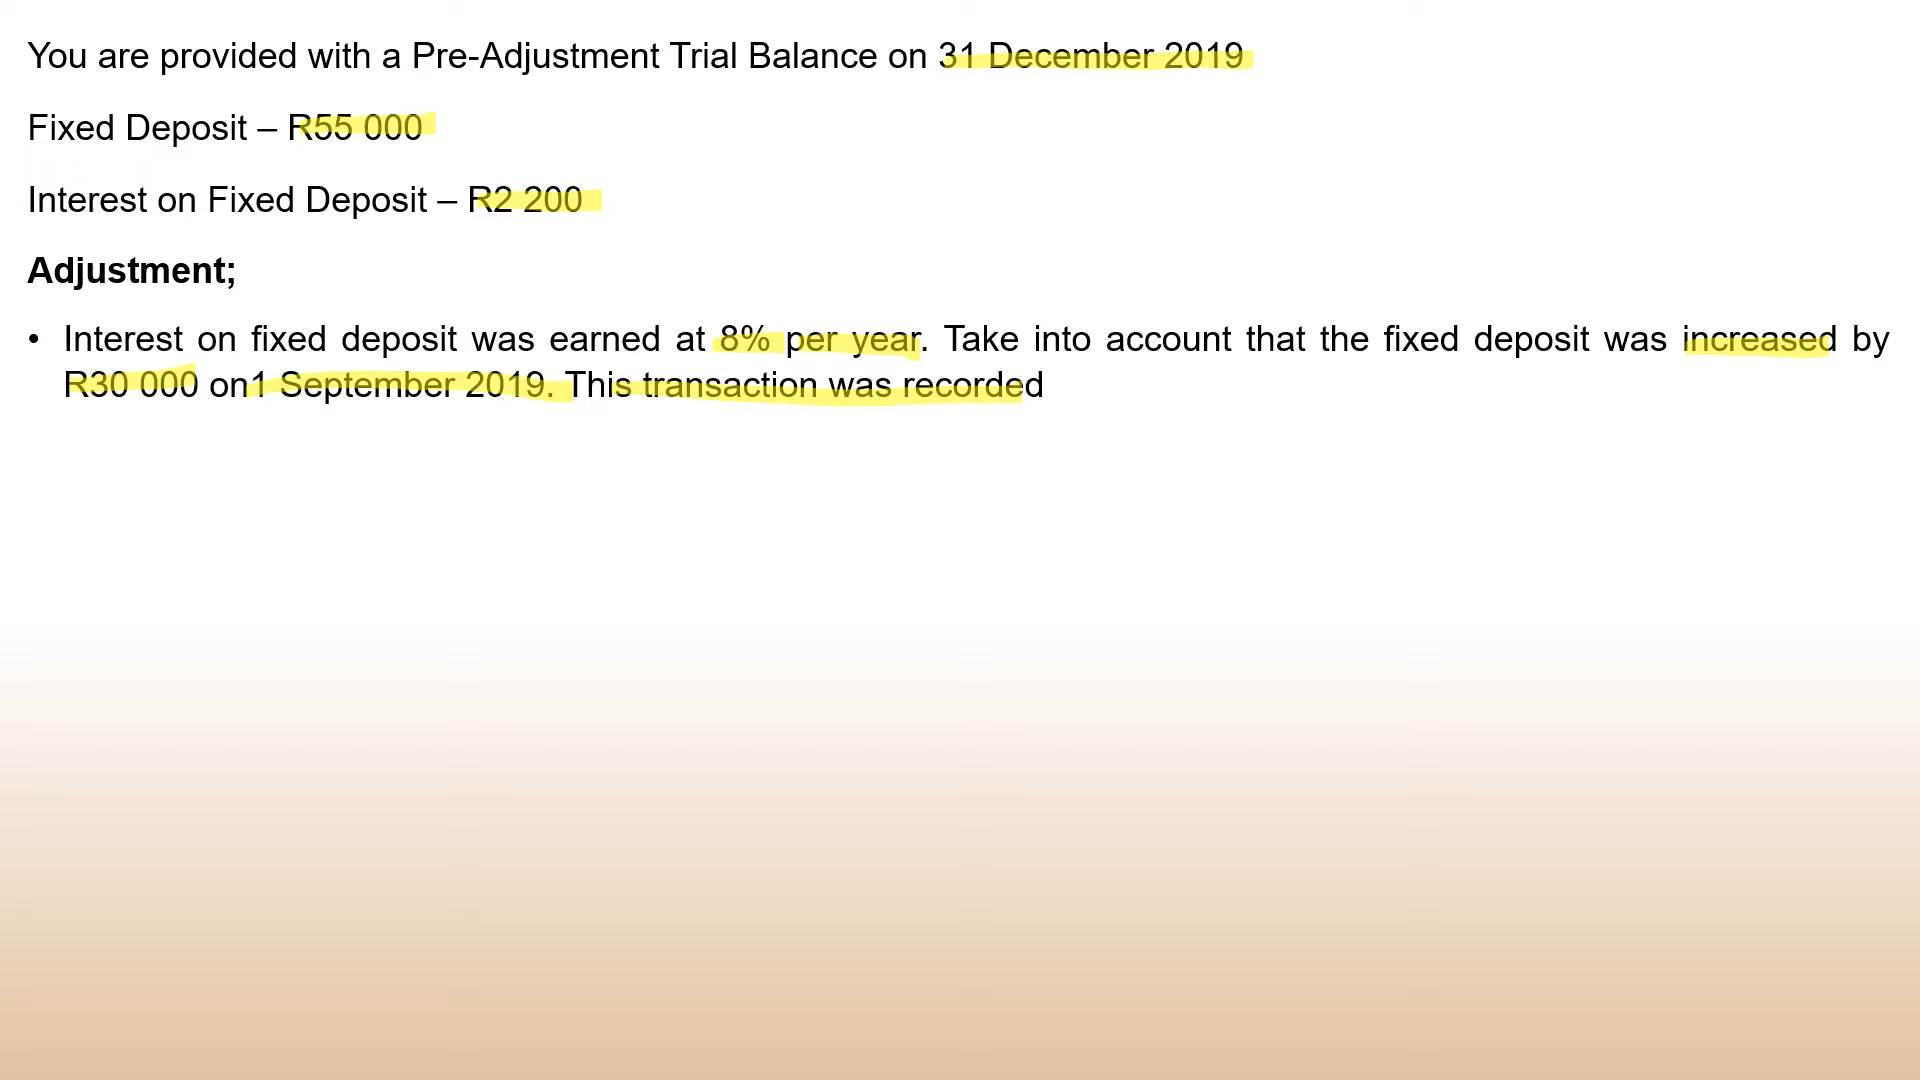 You are provided with a Pre-Adjustment Trial Balance on 31 December 2019
Fixed Deposit – R55 000
Interest on Fixed Deposit – R2 200
Adjustment;
• Interest on fixed deposit was earned at 8% per year. Take into account that the fixed deposit was increased by
R30 000 on1 September 2019. This transaction was recorded